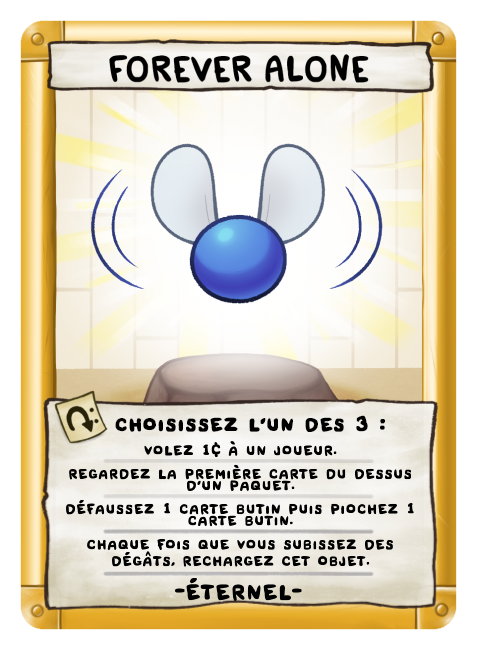 FOREVER ALONE
CHOISISSEZ L'UN DES 3 :
VOLEZ 1¢ À UN JOUEUR.
REGARDEZ LA PREMIÈRE CARTE DU DESSUS
D'UN PAQUET.
DÉFAUSSEZ 1 CARTE BUTIN PUIS PIOCHEZ 1
CARTE BUTIN.
CHAQUE FOIS QUE VOUS SUBISSEZ DES
DÉGÂTS, RECHARGEZ CET OBJET.
-ÉTERNEL-